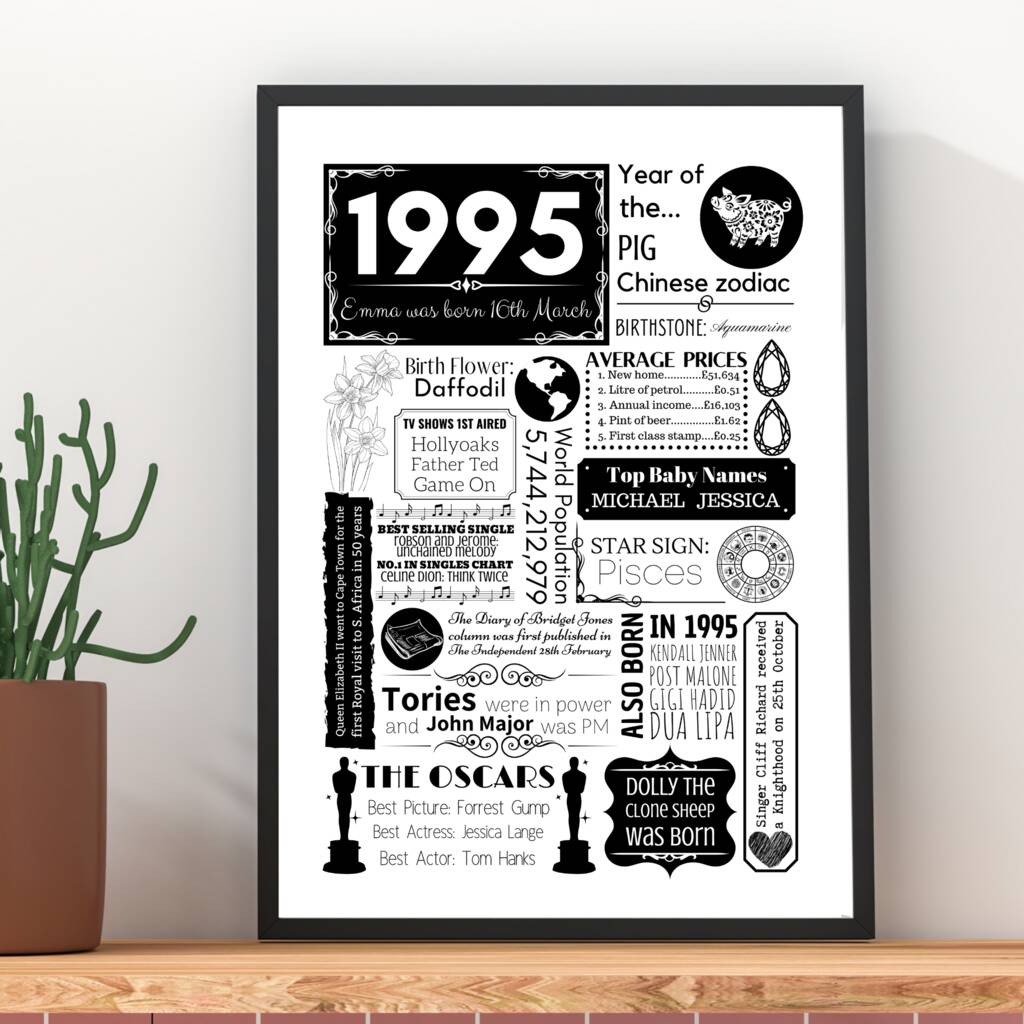 1995
Emma was born 16th March
Year of
the...
PIG
Chinese zodiac
&
BIRTHSTONE: Aquamarine
Birth Flower:
Daffodil
AVERAGE PRICES
1. New home............£51,634
2. Litre of petrol..........£0.51
3. Annual income....£16,103
4. Pint of beer..............£1.62
5. First class stamp....£0.25
TV SHOWS 1ST AIRED
Hollyoaks
Father Ted
Game On
World Population
5,744,212,979
Top Baby Names
MICHAEL JESSICA
Queen Elizabeth II went to Cape Town for the
first Royal visit to S. Africa in 50 years
BEST SELLING SINGLE
ROBSON AND JEROME:
UNCHAINED MELODY
NO.1 IN SINGLES CHART
CELINE DION: THINK TWICE
STAR SIGN:
Pisces
The Diary of Bridget Jones
column was first published in
The Independent 28th February
ALSO BORN
IN 1995
KENDALL JENNER
POST MALONE
GIGI HADID
DUA LIPA
Singer Cliff Richard received
a Knighthood on 25th October
Tories were in power
and John Major was PM
THE OSCARS
Best Picture: Forrest Gump
Best Actress: Jessica Lange
Best Actor: Tom Hanks
DOLLY THE
CLONE SHEEP
WAS BORN